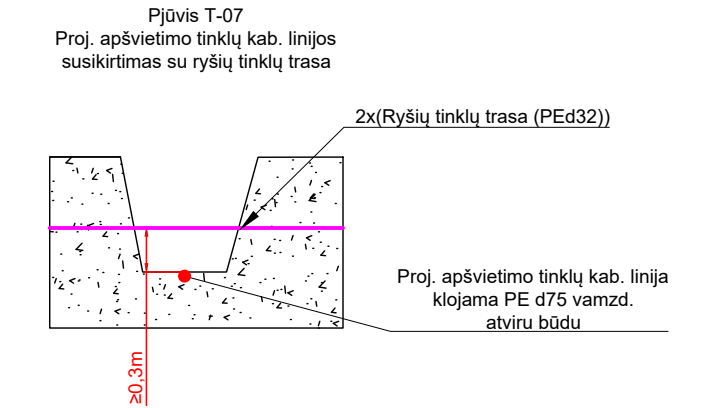 Pjūvis T-07
Proj. apšvietimo tinklų kab. linijos
susikirtimas su ryšių tinklų trasa
2x(Ryšių tinklų trasa (PEd32))
Proj. apšvietimo tinklų kab. linija
klojama PE d75 vamzd.
atviru būdu
≥0,3m